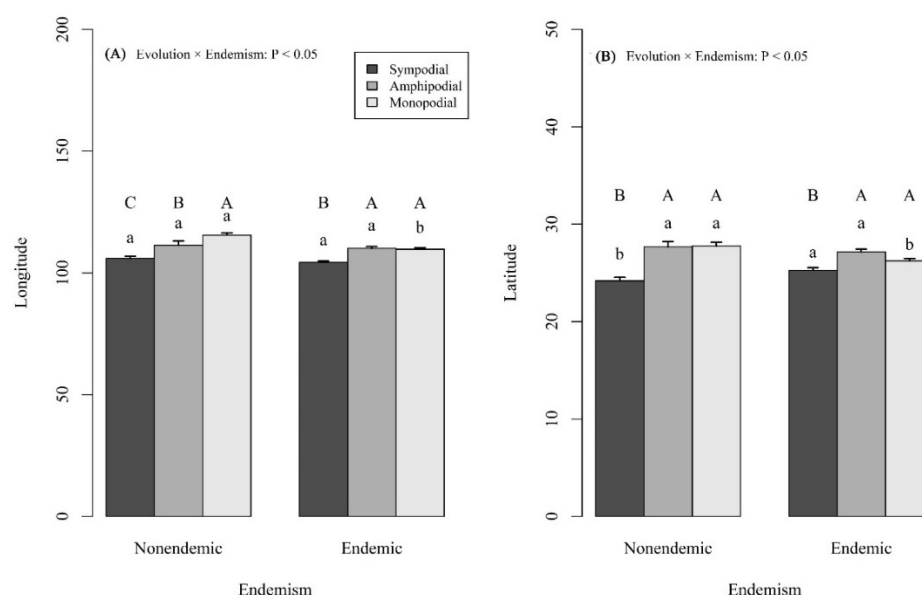 (A) Evolution × Endemism: P < 0.05
Sympodial
Amphipodial
Monopodial
C B A B A A
a a a a a b
Longitude
0 50 100 150 200
Nonendemic Endemic
Endemism
(B) Evolution × Endemism: P < 0.05
B A A B A A
b a a a a b
Latitude
0 10 20 30 40 50
Nonendemic Endemic
Endemism